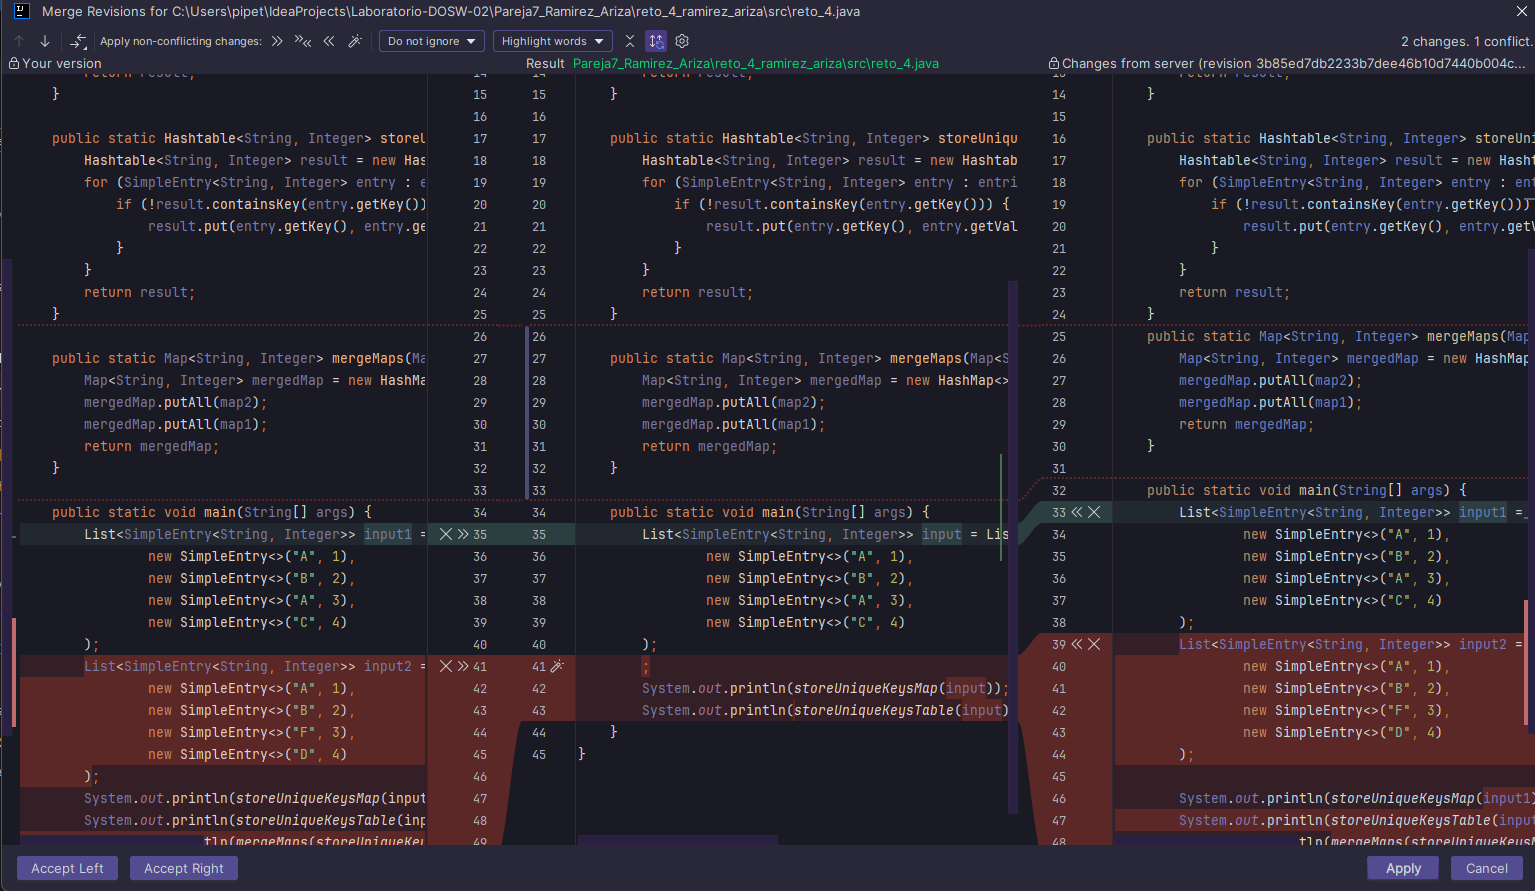 Merge Revisions for C:\Users\pipet\IdeaProjects\Laboratorio-DOSW-02\Pareja7_Ramirez_Ariza\reto_4_ramirez_ariza\src\reto_4.java
Apply non-conflicting changes:
Do not ignore
Highlight words
2 changes. 1 conflict.
Your version
Result Pareja7_Ramirez_Ariza\reto_4_ramirez_ariza\src\reto_4.java
Changes from server (revision 3b85ed7db2233b7dee46b10d7440b004c...
return result; 14
} 15
16
public static Hashtable<String, Integer> storeU 17
Hashtable<String, Integer> result = new Has 18
for (SimpleEntry<String, Integer> entry : e 19
if (!result.containsKey(entry.getKey()) 20
result.put(entry.getKey(), entry.ge 21
} 22
} 23
return result; 24
} 25
26
public static Map<String, Integer> mergeMaps(Ma 27
Map<String, Integer> mergedMap = new HashMa 28
mergedMap.putAll(map2); 29
mergedMap.putAll(map1); 30
return mergedMap; 31
} 32
33
public static void main(String[] args) { 34
List<SimpleEntry<String, Integer>> input1 = 35
new SimpleEntry<>("A", 1), 36
new SimpleEntry<>("B", 2), 37
new SimpleEntry<>("A", 3), 38
new SimpleEntry<>("C", 4) 39
); 40
List<SimpleEntry<String, Integer>> input2 = 41
new SimpleEntry<>("A", 1), 42
new SimpleEntry<>("B", 2), 43
new SimpleEntry<>("F", 3), 44
new SimpleEntry<>("D", 4) 45
); 46
System.out.println(storeUniqueKeysMap(input 47
System.out.println(storeUniqueKeysTable(inp 48
tln(mergeMaps(storeUniqueKey 49
14 return result;
15 }
16
17 public static Hashtable<String, Integer> storeUniqu
18 Hashtable<String, Integer> result = new Hashtab
19 for (SimpleEntry<String, Integer> entry : entri
20 if (!result.containsKey(entry.getKey())) {
21 result.put(entry.getKey(), entry.getVal
22 }
23 }
24 return result;
25 }
26
27 public static Map<String, Integer> mergeMaps(Map<S
28 Map<String, Integer> mergedMap = new HashMap<>
29 mergedMap.putAll(map2);
30 mergedMap.putAll(map1);
31 return mergedMap;
32 }
33
34 public static void main(String[] args) {
35 List<SimpleEntry<String, Integer>> input = Lis
36 new SimpleEntry<>("A", 1),
37 new SimpleEntry<>("B", 2),
38 new SimpleEntry<>("A", 3),
39 new SimpleEntry<>("C", 4)
40 );
41 ;
42 System.out.println(storeUniqueKeysMap(input));
43 System.out.println(storeUniqueKeysTable(input)
44 }
45 }
13 return result;
14 }
15
16 public static Hashtable<String, Integer> storeUni
17 Hashtable<String, Integer> result = new Hasht
18 for (SimpleEntry<String, Integer> entry : ent
19 if (!result.containsKey(entry.getKey()))
20 result.put(entry.getKey(), entry.getV
21 }
22 }
23 return result;
24 }
25 public static Map<String, Integer> mergeMaps(Map
26 Map<String, Integer> mergedMap = new HashMap
27 mergedMap.putAll(map2);
28 mergedMap.putAll(map1);
29 return mergedMap;
30 }
31
32 public static void main(String[] args) {
33 List<SimpleEntry<String, Integer>> input1 =
34 new SimpleEntry<>("A", 1),
35 new SimpleEntry<>("B", 2),
36 new SimpleEntry<>("A", 3),
37 new SimpleEntry<>("C", 4)
38 );
39 List<SimpleEntry<String, Integer>> input2 =
40 new SimpleEntry<>("A", 1),
41 new SimpleEntry<>("B", 2),
42 new SimpleEntry<>("F", 3),
43 new SimpleEntry<>("D", 4)
44 );
45
46 System.out.println(storeUniqueKeysMap(input1)
47 System.out.println(storeUniqueKeysTable(input
48 tln(mergeMaps(storeUniqueKey
Accept Left
Accept Right
Apply
Cancel